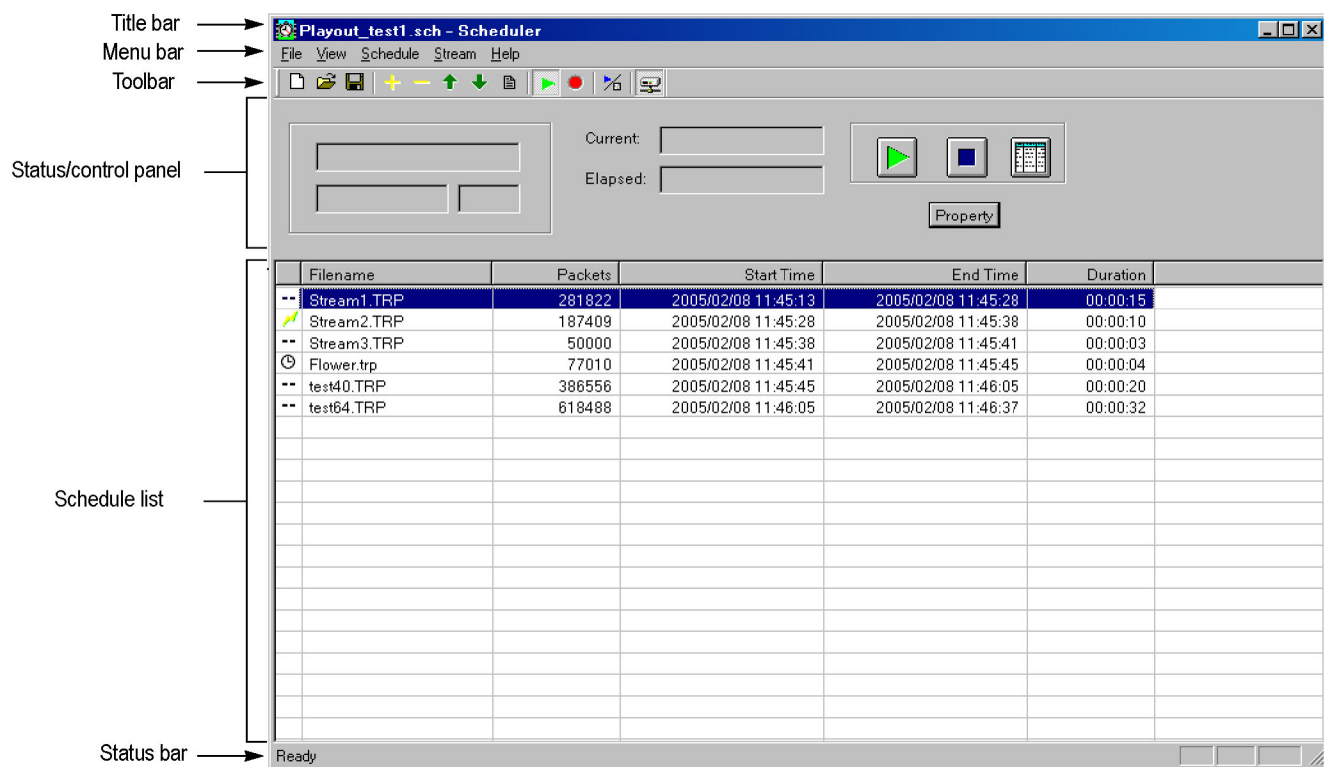 Title bar
Playout_test1.sch - Scheduler
Menu bar
File View Schedule Stream Help
Toolbar
Status/control panel
Current:
Elapsed:
Property
Schedule list
Filename Packets Start Time End Time Duration
-- Stream1.TRP 281822 2005/02/08 11:45:13 2005/02/08 11:45:28 00:00:15
Stream2.TRP 187409 2005/02/08 11:45:28 2005/02/08 11:45:38 00:00:10
-- Stream3.TRP 50000 2005/02/08 11:45:38 2005/02/08 11:45:41 00:00:03
Flower.trp 77010 2005/02/08 11:45:41 2005/02/08 11:45:45 00:00:04
-- test40.TRP 386556 2005/02/08 11:45:45 2005/02/08 11:46:05 00:00:20
-- test64.TRP 618488 2005/02/08 11:46:05 2005/02/08 11:46:37 00:00:32
Status bar
Ready